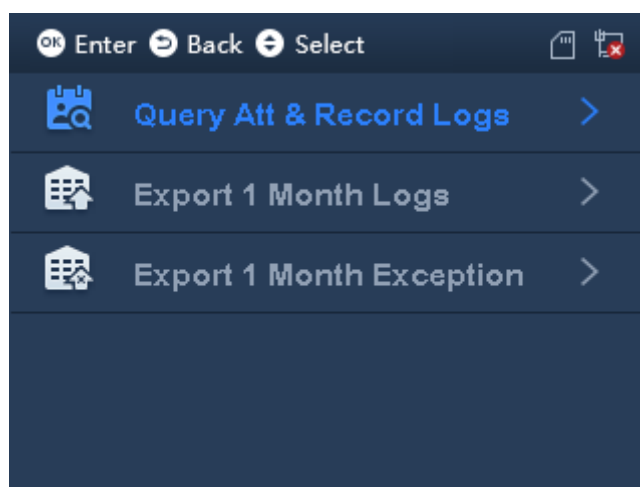 OK Enter Back Select
Query Att & Record Logs
Export 1 Month Logs
Export 1 Month Exception